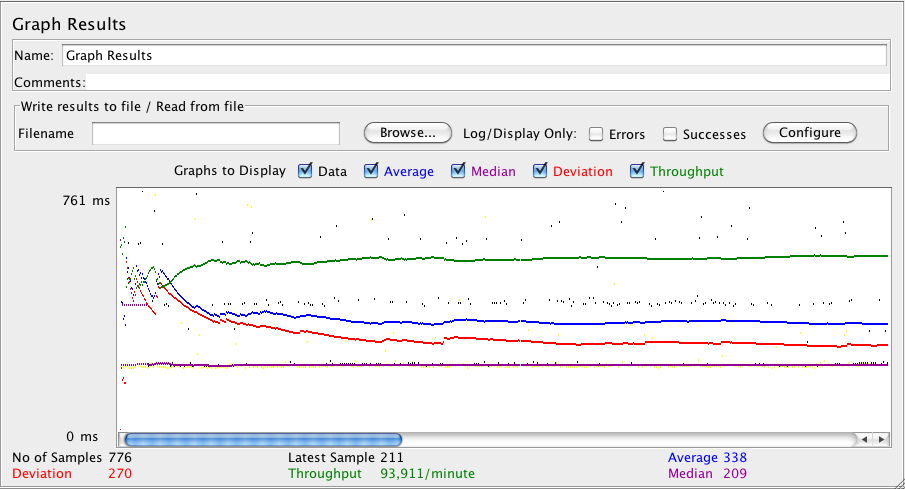 Graph Results
Name: Graph Results
Comments:
Write results to file / Read from file
Filename Browse... Log/Display Only: Errors Successes Configure
Graphs to Display Data Average Median Deviation Throughput
761 ms
0 ms
No of Samples 776 Latest Sample 211 Average 338
Deviation 270 Throughput 93,911/minute Median 209